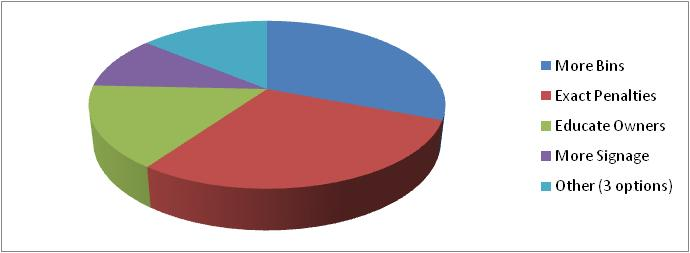 More Bins
Exact Penalties
Educate Owners
More Signage
Other (3 options)